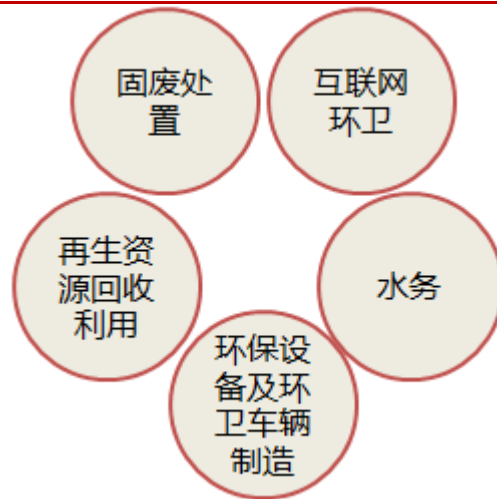 固废处
置
互联网
环卫
再生资
源回收
利用
水务
环保设
备及环
卫车辆
制造